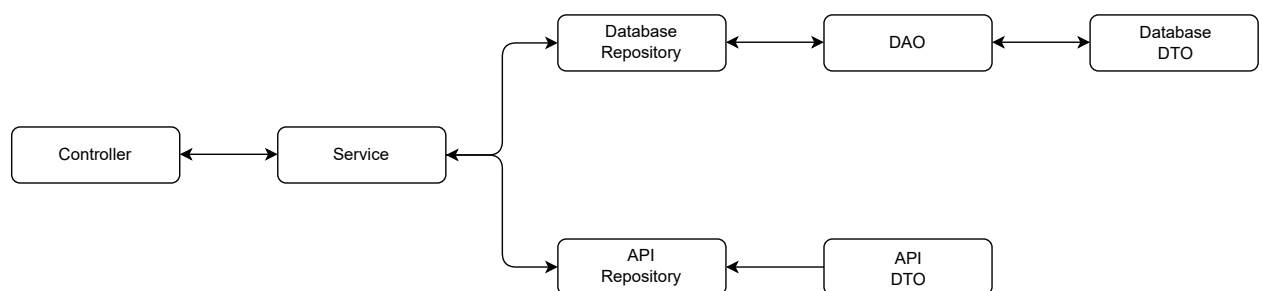 Database
Repository
DAO
Database
DTO
Controller
Service
API
Repository
API
DTO